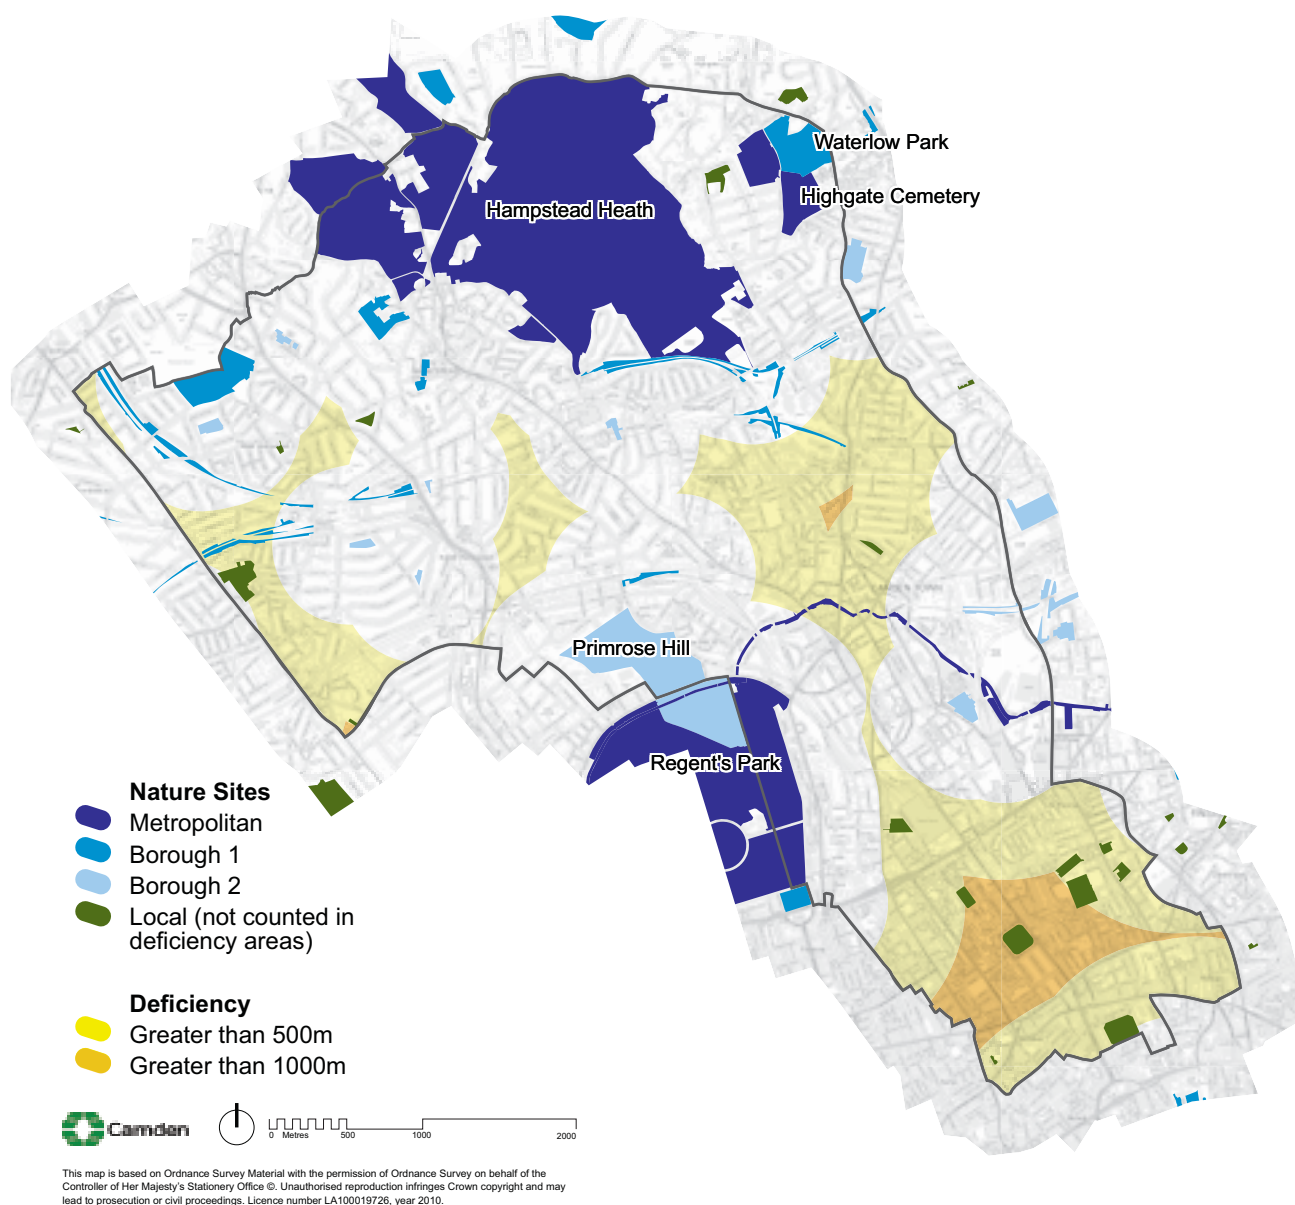 Waterlow Park
Highgate Cemetery
Hampstead Heath
Primrose Hill
Regent's Park
Nature Sites
Metropolitan
Borough 1
Borough 2
Local (not counted in
deficiency areas)
Deficiency
Greater than 500m
Greater than 1000m
Camden
0 Metres 500 1000 2000
This map is based on Ordnance Survey Material with the permission of Ordnance Survey on behalf of the
Controller of Her Majesty's Stationery Office ©. Unauthorised reproduction infringes Crown copyright and may
lead to prosecution or civil proceedings. Licence number LA100019726, year 2010.